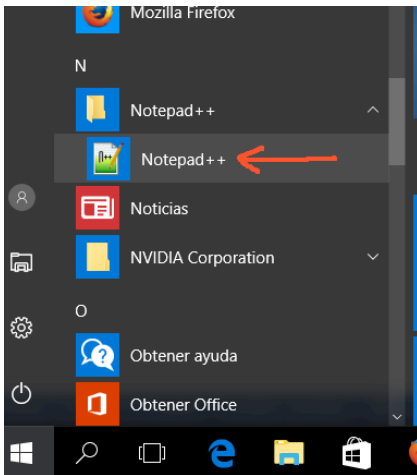 Mozilla Firefox
N
Notepad++
Notepad++
Noticias
NVIDIA Corporation
O
Obtener ayuda
Obtener Office